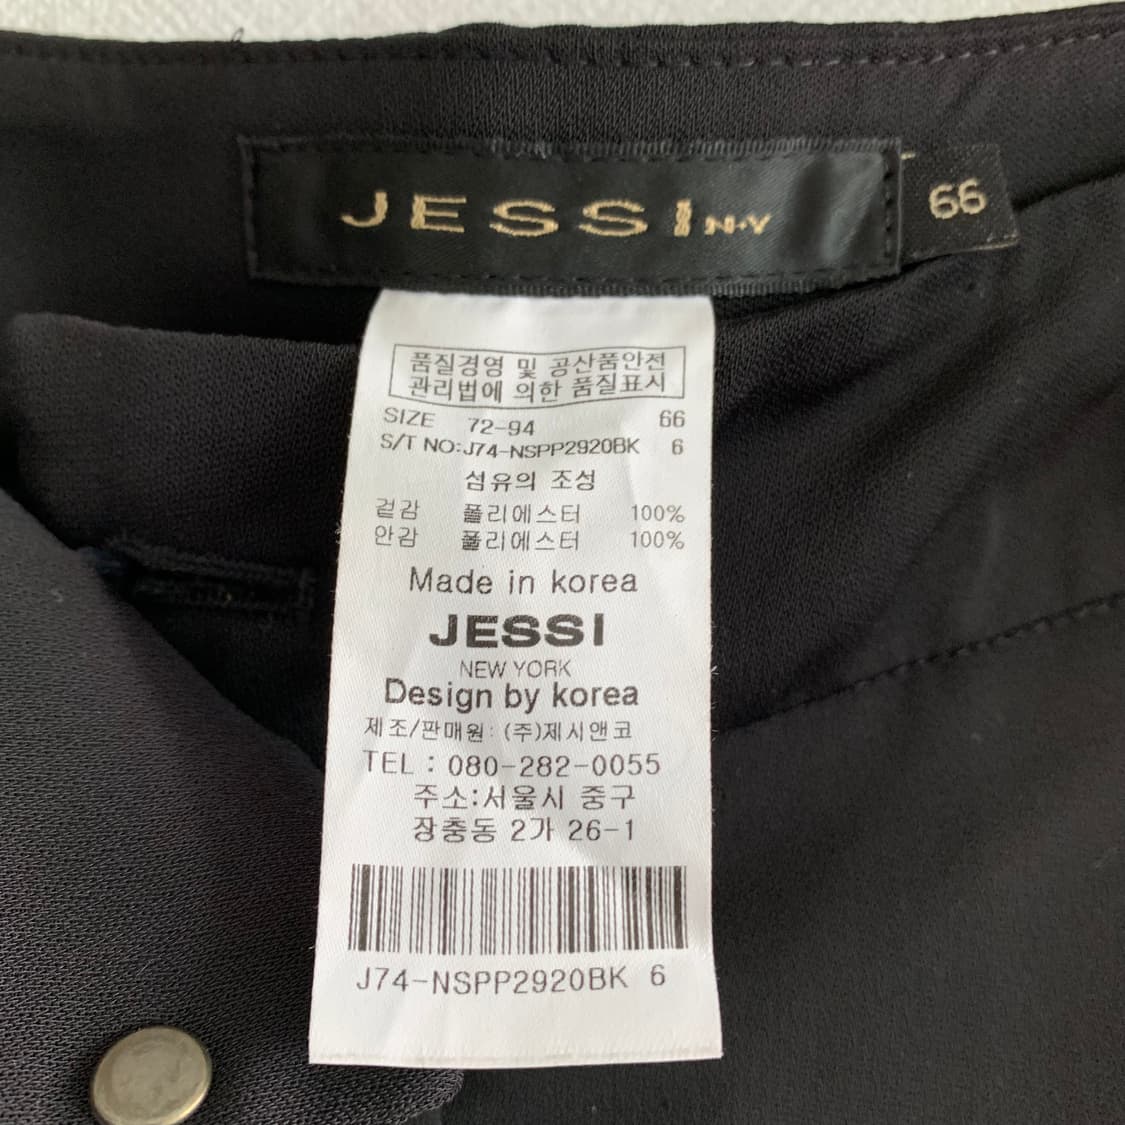 JESSI N·Y
66
품질경영 및 공산품안전
관리법에 의한 품질표시
SIZE 72-94 66
S/T NO:J74-NSPP2920BK 6
섬유의 조성
겉감 폴리에스터 100%
안감 폴리에스터 100%
Made in korea
JESSI
NEW YORK
Design by korea
제조/판매원: (주)제시앤코
TEL : 080-282-0055
주소:서울시 중구
장충동 2가 26-1
J74-NSPP2920BK 6